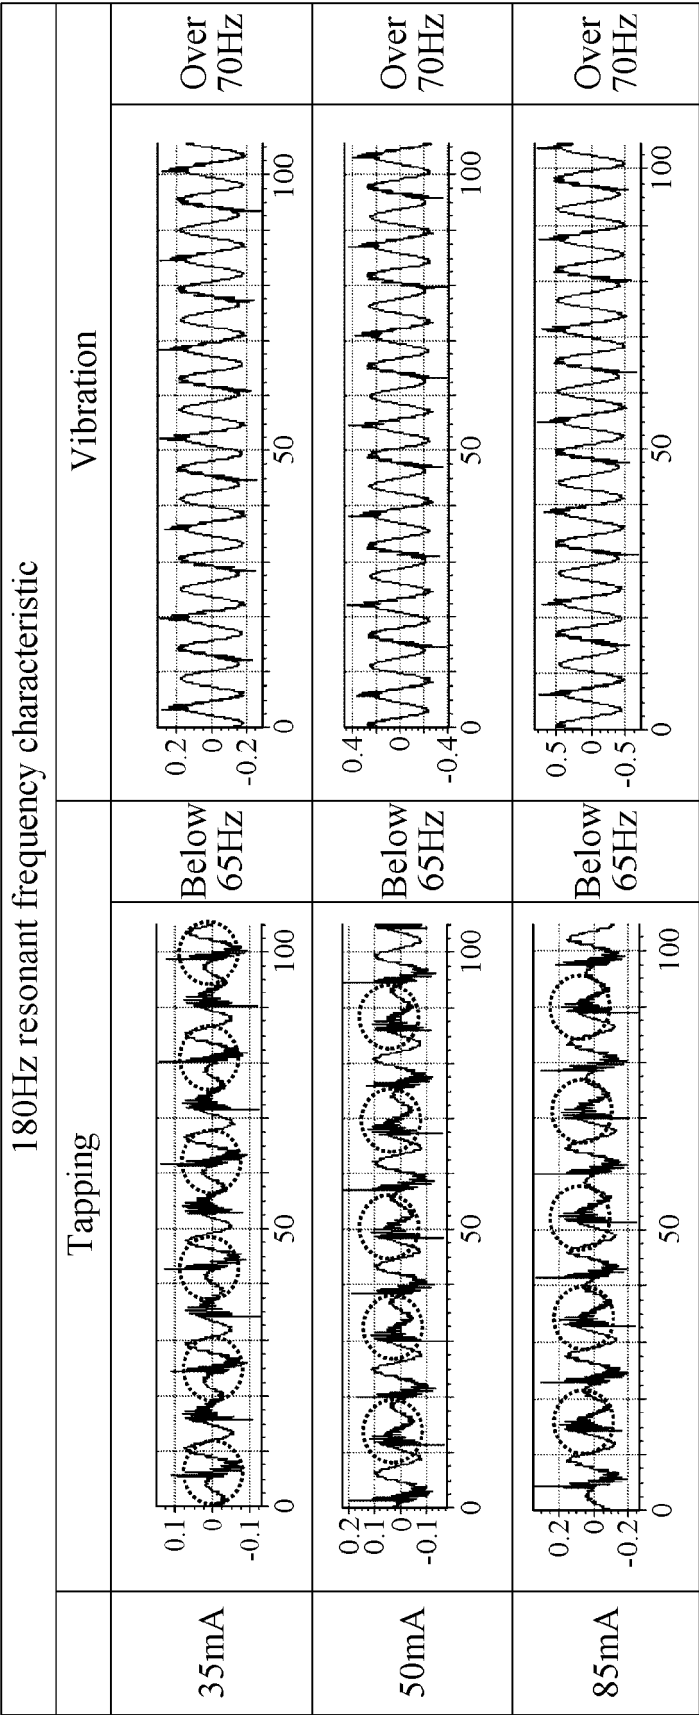 180Hz resonant frequency characteristic
Tapping
Vibration
35mA
0.1
0
-0.1
0
50
100
Below
65Hz
0.2
0
-0.2
0
50
100
Over
70Hz
50mA
0.2
0.1
0
-0.1
0
50
100
Below
65Hz
0.4
0
-0.4
0
50
100
Over
70Hz
85mA
0.2
0
-0.2
0
50
100
Below
65Hz
0.5
0
-0.5
0
50
100
Over
70Hz